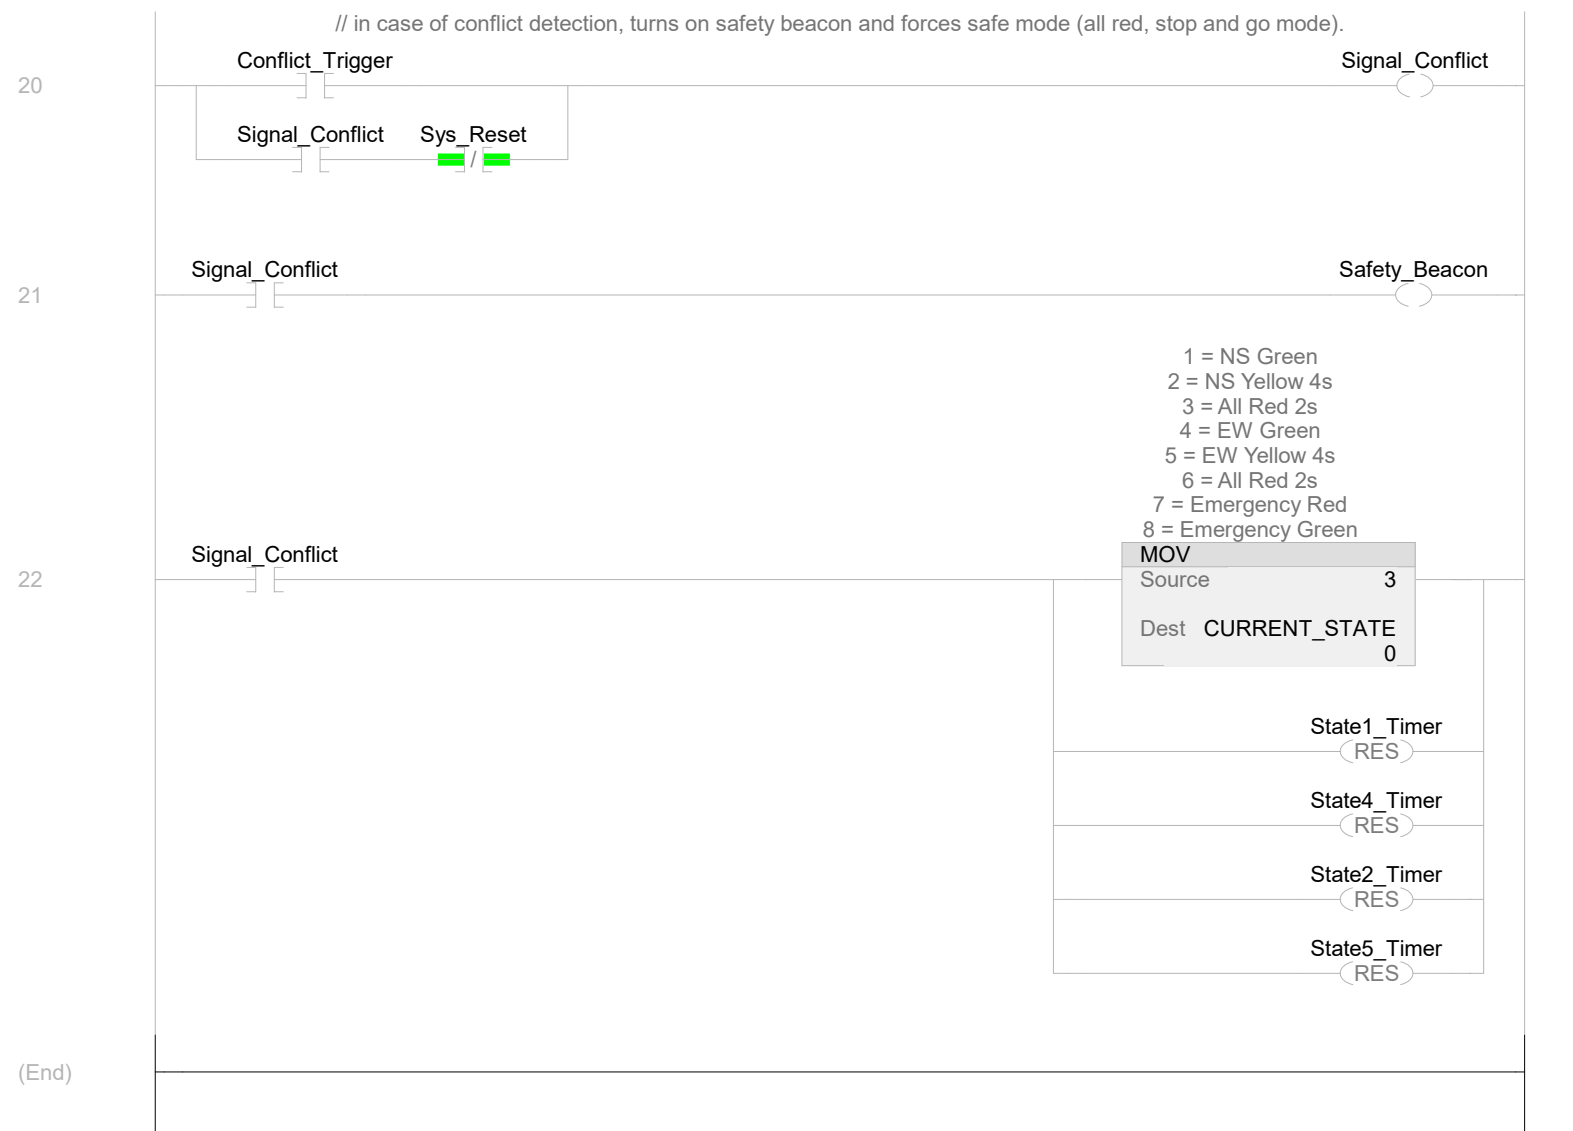 // in case of conflict detection, turns on safety beacon and forces safe mode (all red, stop and go mode).
Conflict_Trigger
Signal_Conflict
20
Signal_Conflict
Sys_Reset
/
Signal_Conflict
Safety_Beacon
21
1 = NS Green
2 = NS Yellow 4s
3 = All Red 2s
4 = EW Green
5 = EW Yellow 4s
6 = All Red 2s
7 = Emergency Red
8 = Emergency Green
Signal_Conflict
MOV
22
Source 3
Dest CURRENT_STATE
0
State1_Timer
RES
State4_Timer
RES
State2_Timer
RES
State5_Timer
RES
(End)